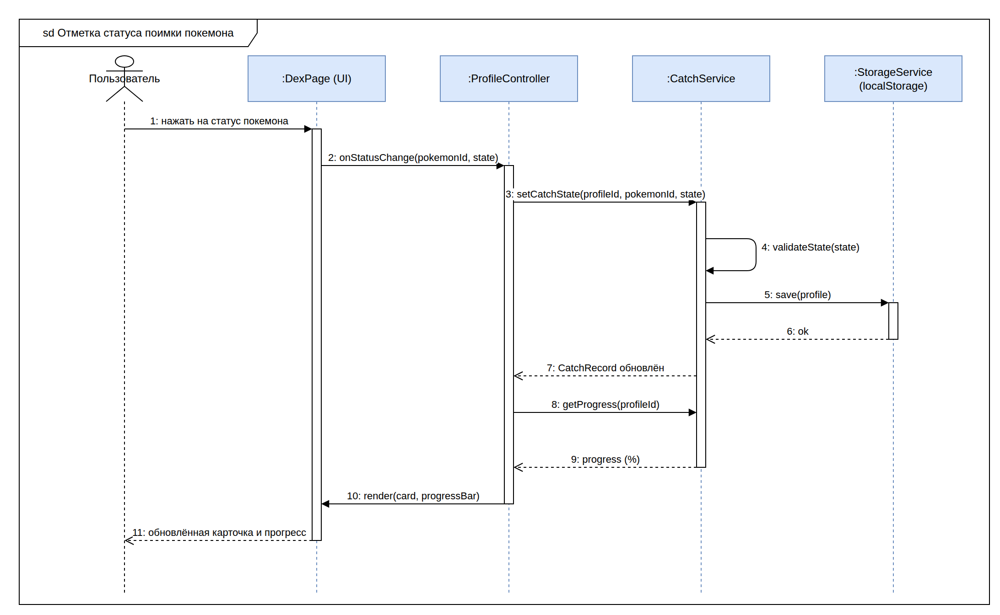 sd Отметка статуса поимки покемона
Пользователь
:DexPage (UI)
:ProfileController
:CatchService
:StorageService
(localStorage)
1: нажать на статус покемона
2: onStatusChange(pokemonId, state)
3: setCatchState(profileId, pokemonId, state)
4: validateState(state)
5: save(profile)
6: ok
7: CatchRecord обновлён
8: getProgress(profileId)
9: progress (%)
10: render(card, progressBar)
11: обновлённая карточка и прогресс